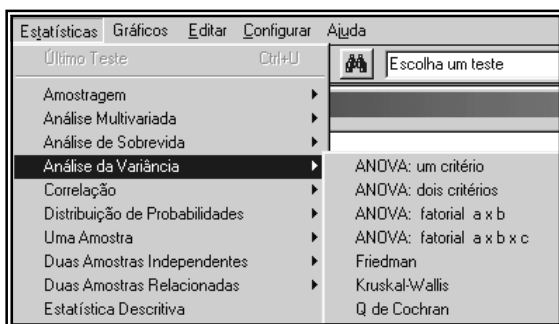 Estatísticas Gráficos Editar Configurar Ajuda
Último Teste Ctrl+U
Escolha um teste
Amostragem
Análise Multivariada
Análise de Sobrevida
Análise da Variância
Correlação
Distribuição de Probabilidades
Uma Amostra
Duas Amostras Independentes
Duas Amostras Relacionadas
Estatística Descritiva
ANOVA: um critério
ANOVA: dois critérios
ANOVA: fatorial a x b
ANOVA: fatorial a x b x c
Friedman
Kruskal-Wallis
Q de Cochran